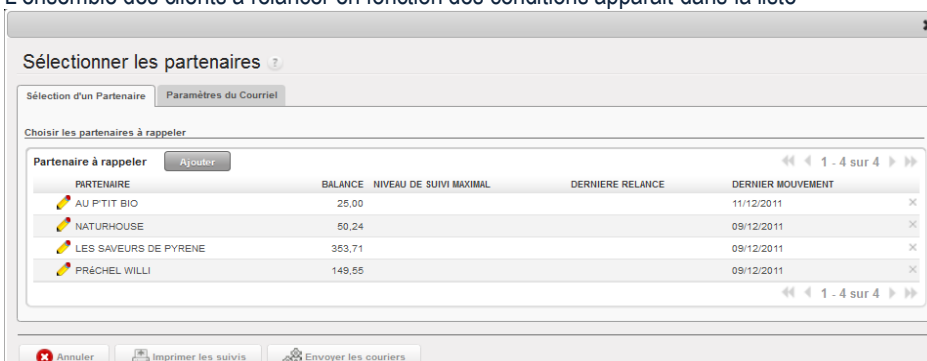 L'ensemble des clients à relancer en fonction des conditions apparait dans la liste
Sélectionner les partenaires ?
Sélection d'un Partenaire Paramètres du Courriel
Choisir les partenaires à rappeler
Partenaire à rappeler Ajouter 1 - 4 sur 4
PARTENAIRE BALANCE NIVEAU DE SUIVI MAXIMAL DERNIERE RELANCE DERNIER MOUVEMENT
AU P'TIT BIO 25,00 11/12/2011
NATURHOUSE 50,24 09/12/2011
LES SAVEURS DE PYRENE 353,71 09/12/2011
PRéCHEL WILLI 149,55 09/12/2011
1 - 4 sur 4
Annuler Imprimer les suivis Envoyer les couriers